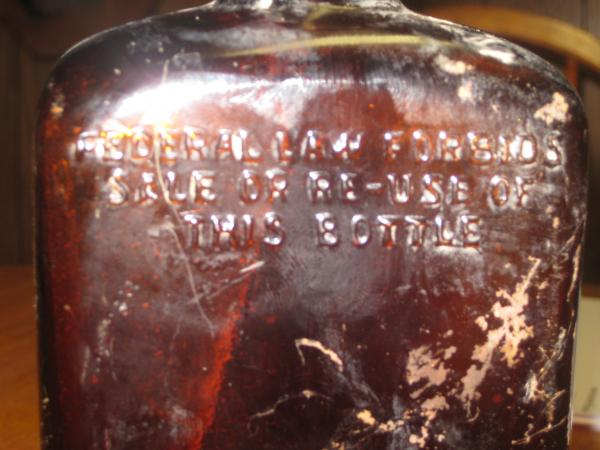 FEDERAL LAW FORBIDS
SALE OR RE-USE OF
THIS BOTTLE